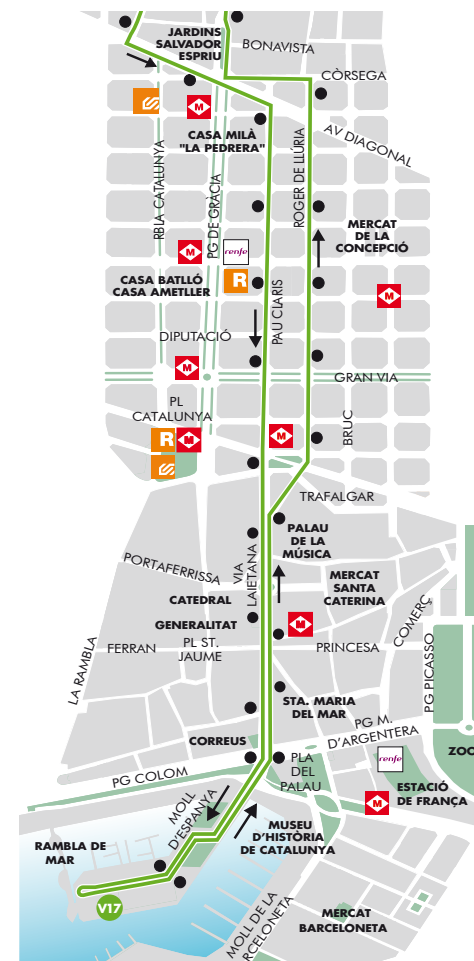 JARDINS
SALVADOR
ESPRIU
BONAVISTA
CÒRSEGA
M
CASA MILÀ
"LA PEDRERA"
AV DIAGONAL
RBLA CATALUNYA
PG DE GRÀCIA
ROGER DE LLÚRIA
MERCAT
DE LA
CONCEPCIÓ
M
renfe
R
CASA BATLLÓ
CASA AMETLLER
M
PAU CLARIS
DIPUTACIÓ
M
GRAN VIA
PL
CATALUNYA
R
M
M
BRUC
TRAFALGAR
PALAU
DE LA
MÚSICA
PORTAFERRISSA
VIA
LAIETANA
MERCAT
SANTA
CATERINA
CATEDRAL
GENERALITAT
M
COMERÇ
LA RAMBLA
FERRAN
PL ST.
JAUME
PRINCESA
PG PICASSO
STA. MARIA
DEL MAR
PG M.
D'ARGENTERA
CORREUS
PLA
DEL
PALAU
renfe
ZOO
PG COLOM
ESTACIÓ
DE FRANÇA
M
MOLL
D'ESPANYA
MUSEU
D'HISTÒRIA
DE CATALUNYA
RAMBLA DE
MAR
V17
MOLL DE LA
RCELONETA
MERCAT
BARCELONETA